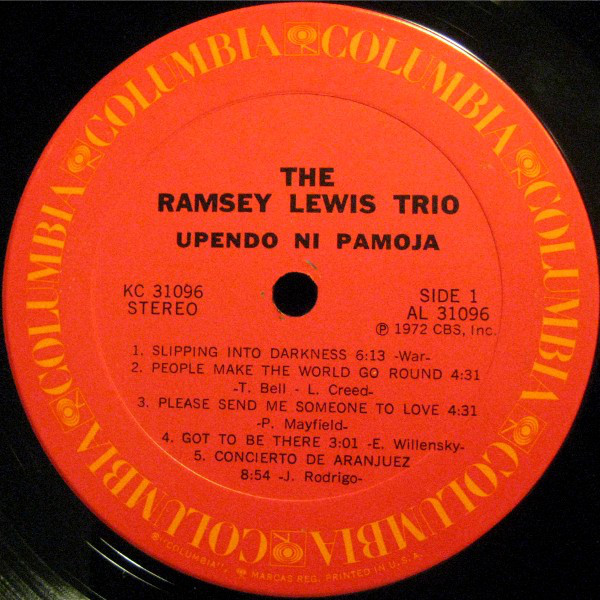 COLUMBIA COLUMBIA COLUMBIA COLUMBIA COLUMBIA COLUMBIA
THE
RAMSEY LEWIS TRIO
UPENDO NI PAMOJA
KC 31096
STEREO
SIDE 1
AL 31096
℗ 1972 CBS, Inc.
1. SLIPPING INTO DARKNESS 6:13 -War-
2. PEOPLE MAKE THE WORLD GO ROUND 4:31
-T. Bell - L. Creed-
3. PLEASE SEND ME SOMEONE TO LOVE 4:31
-P. Mayfield-
4. GOT TO BE THERE 3:01 -E. Willensky-
5. CONCIERTO DE ARANJUEZ
8:54 -J. Rodrigo-
®"COLUMBIA", MARCAS REG. PRINTED IN U.S.A.